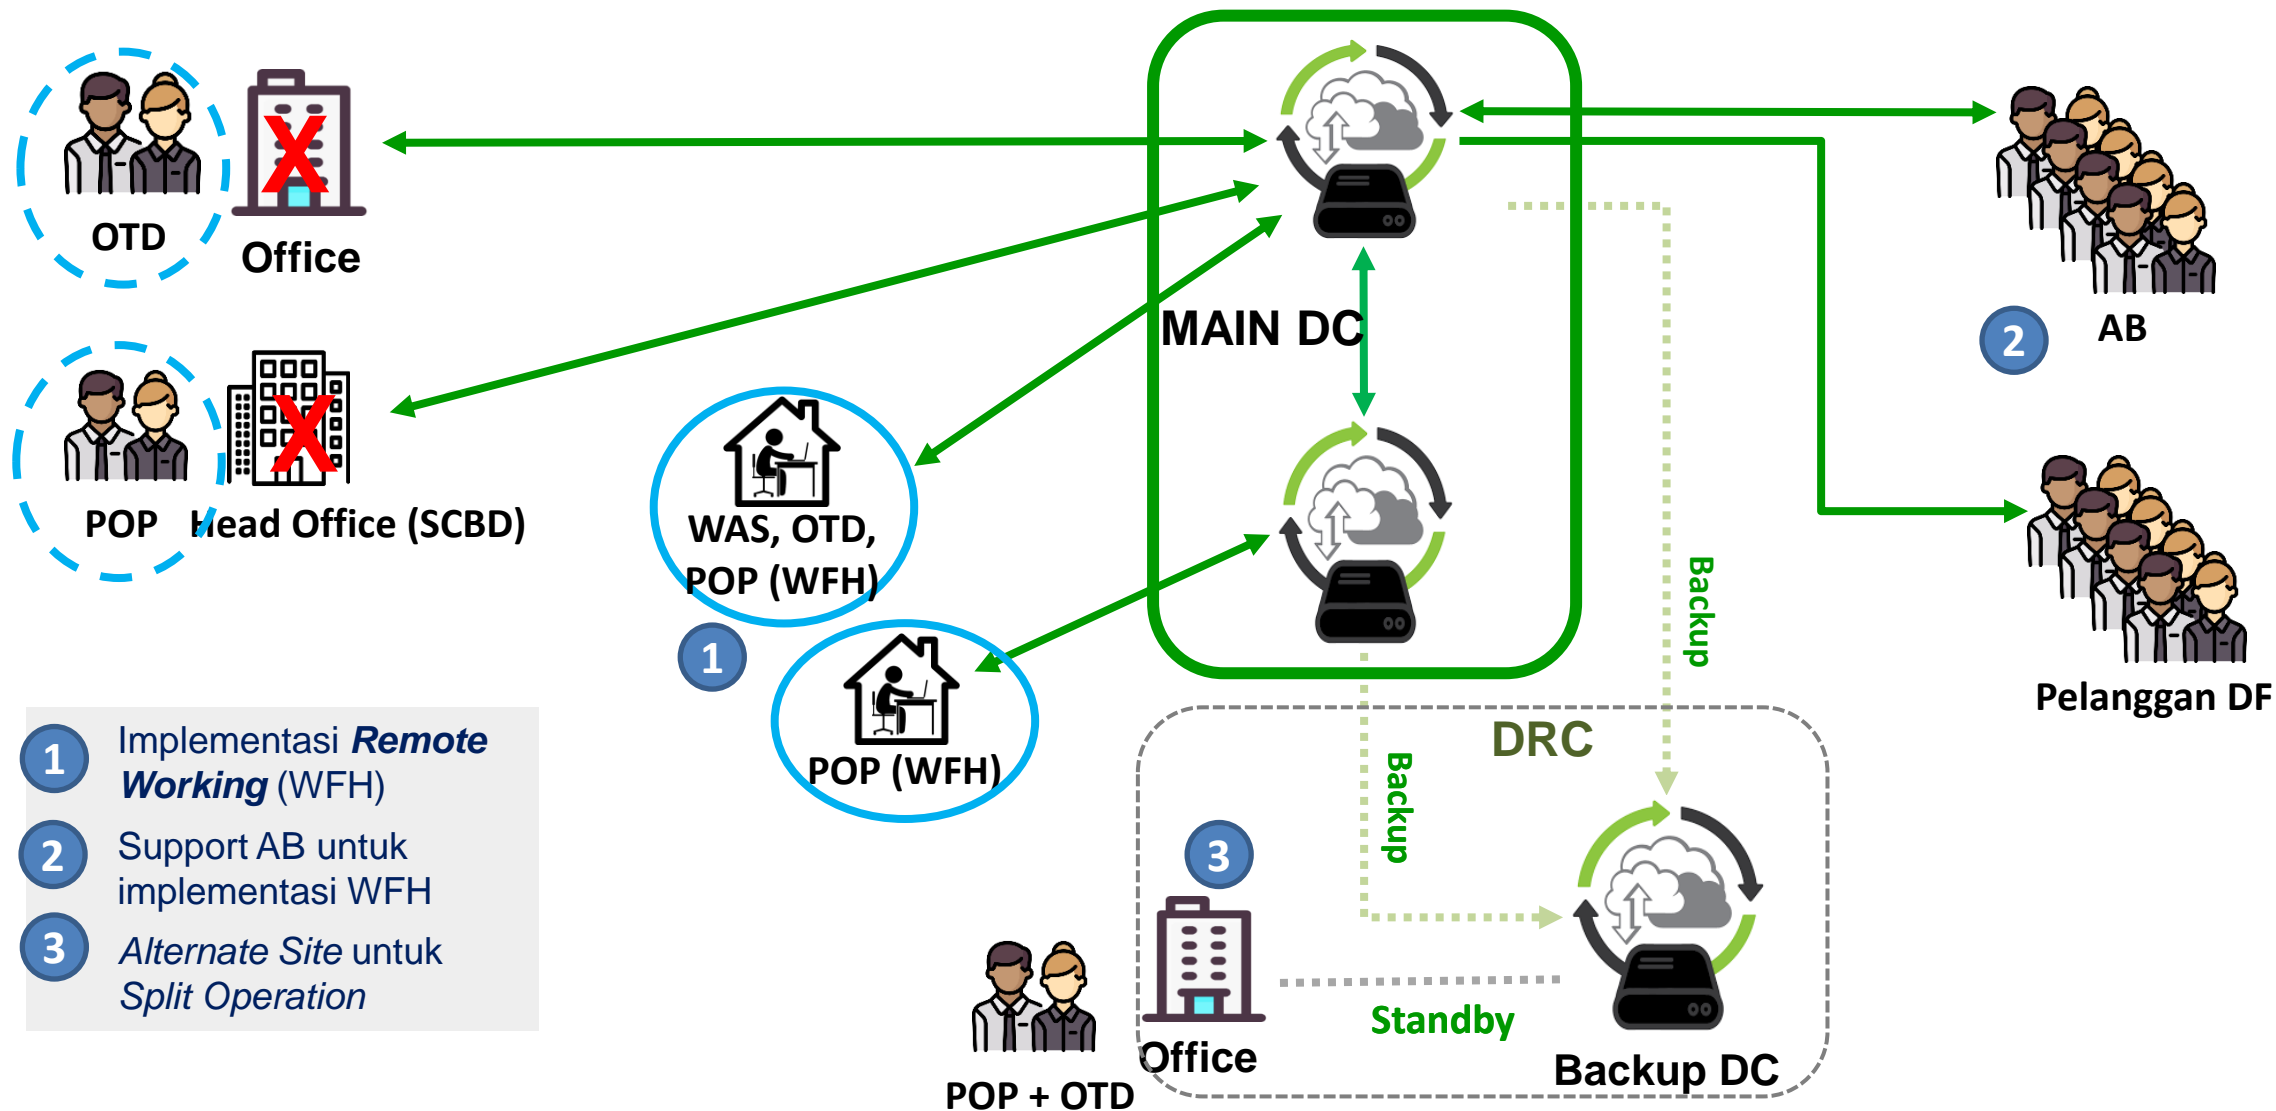 X
OTD
Office
X
POP
Head Office (SCBD)
MAIN DC
WAS, OTD,
POP (WFH)
1
POP (WFH)
AB
2
Pelanggan DF
Backup
Backup
DRC
3
Office
Standby
Backup DC
POP + OTD
1
Implementasi Remote
Working (WFH)
2
Support AB untuk
implementasi WFH
3
Alternate Site untuk
Split Operation